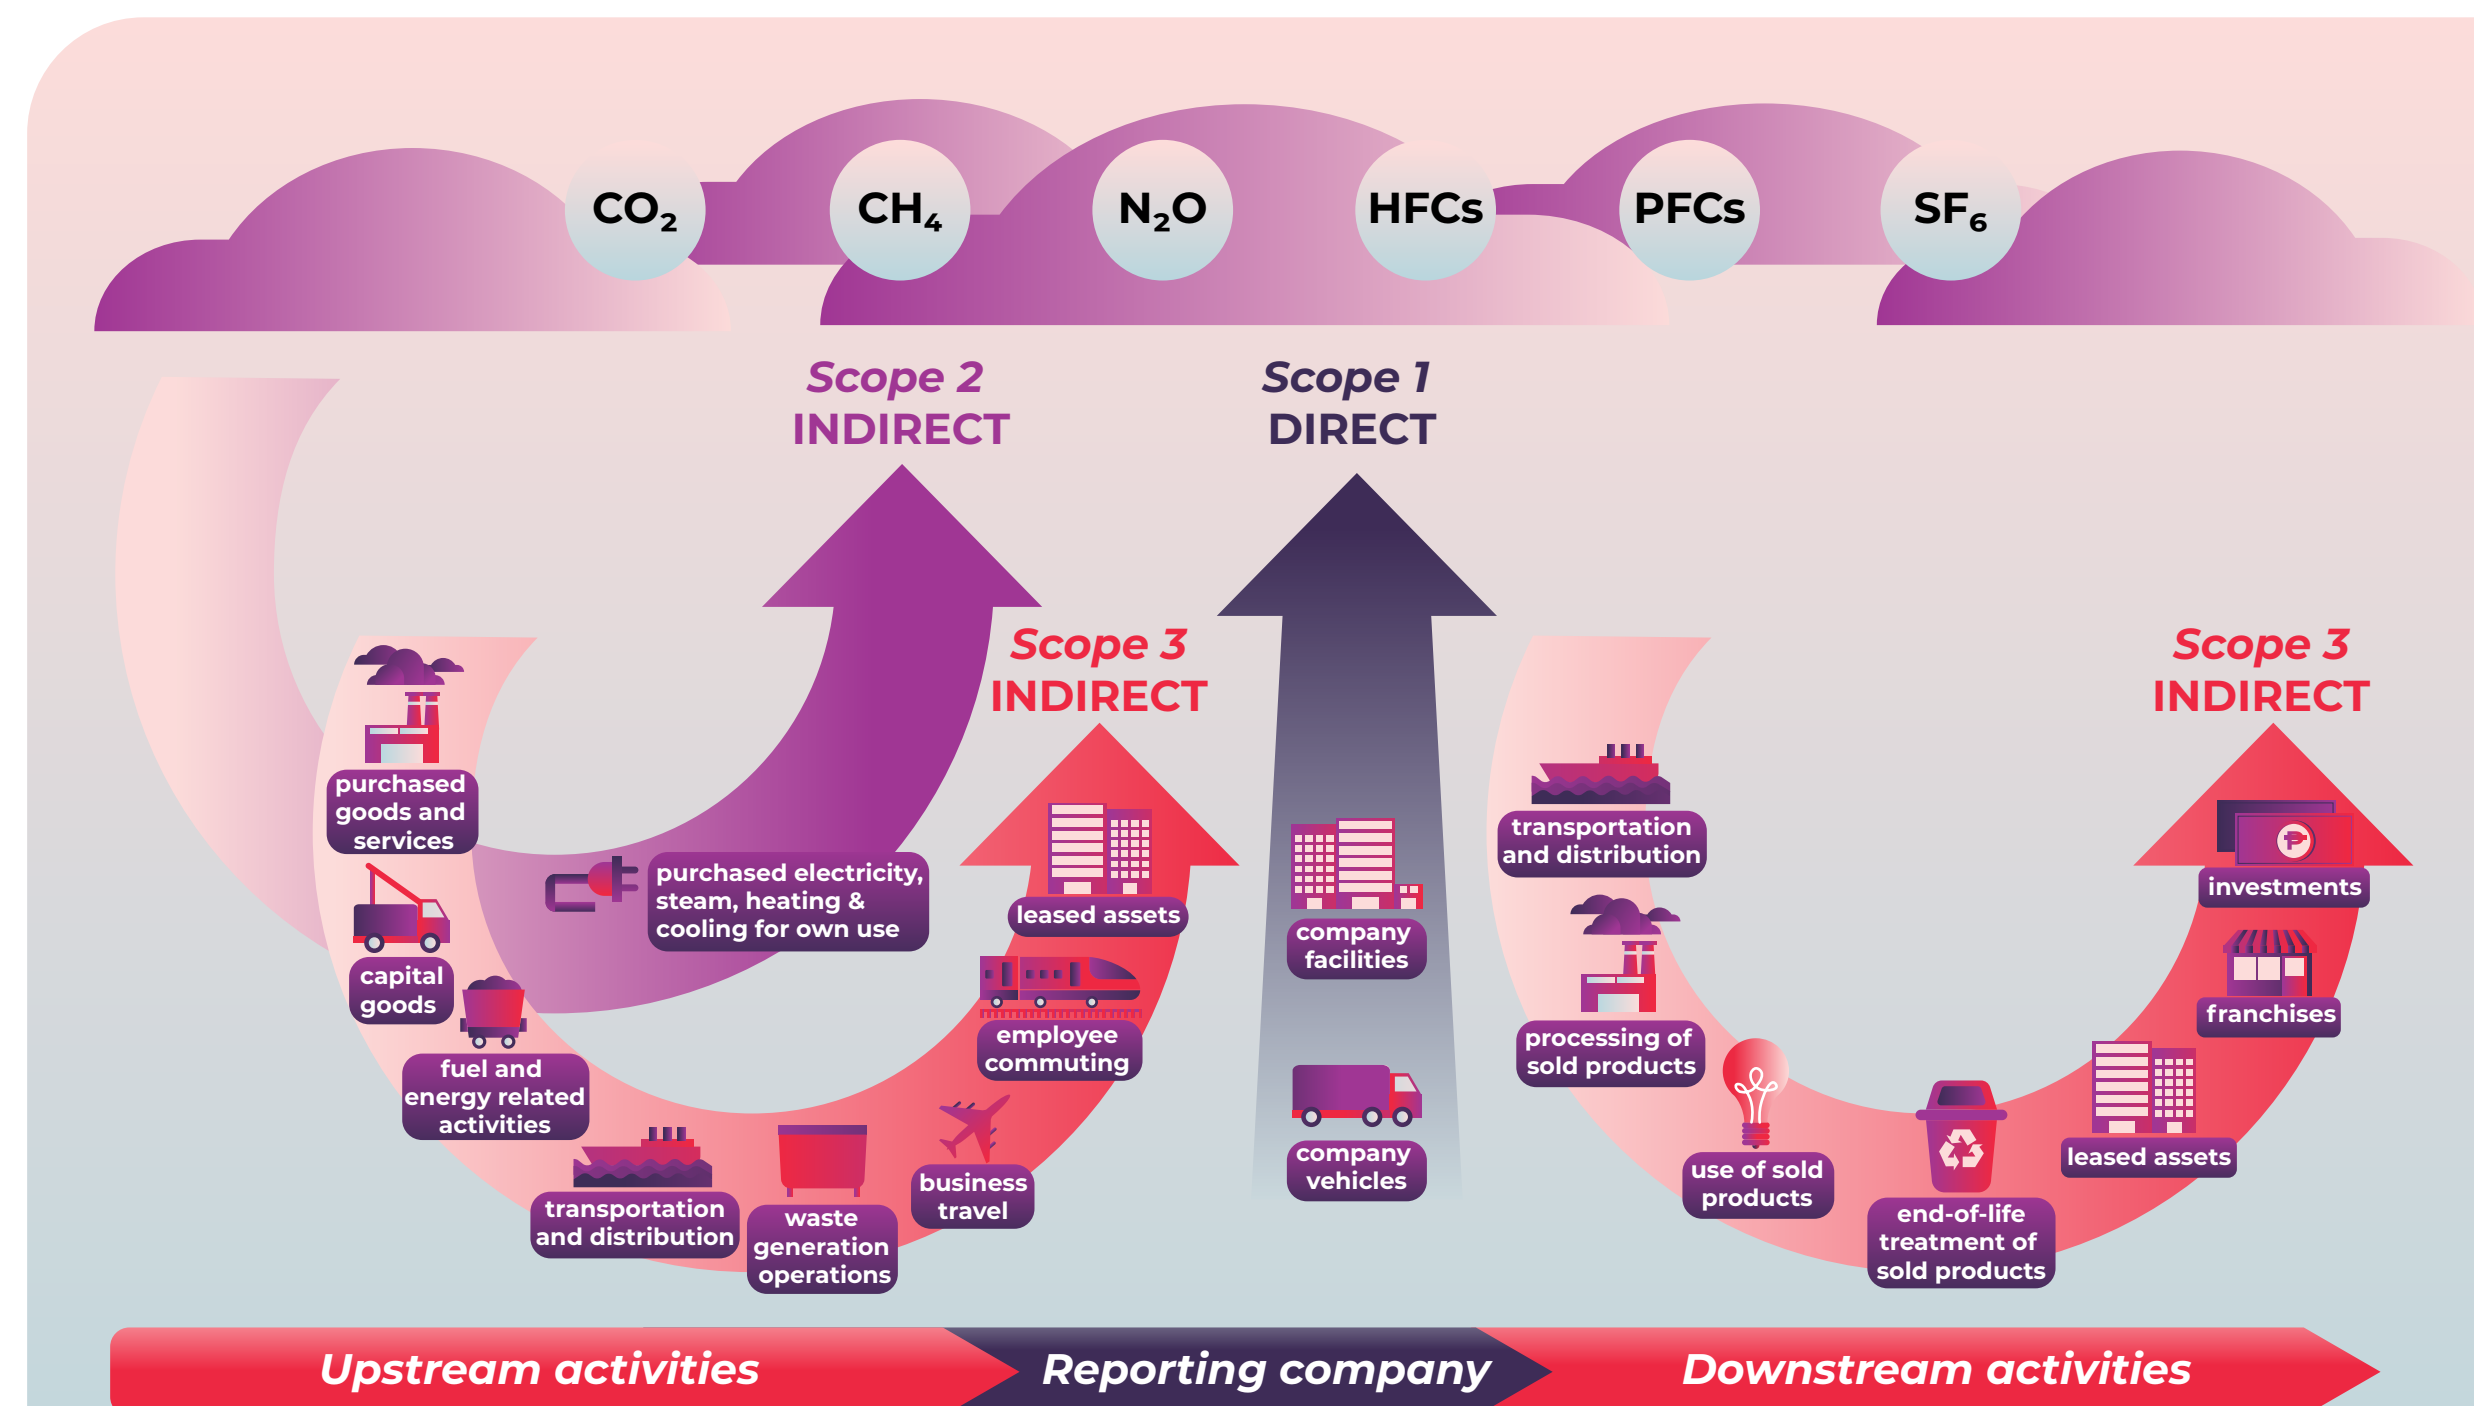 CO₂
CH₄
N₂O
HFCs
PFCs
SF₆
Scope 2
INDIRECT
Scope 1
DIRECT
Scope 3
INDIRECT
Scope 3
INDIRECT
purchased
goods and
services
capital
goods
fuel and
energy related
activities
transportation
and distribution
waste
generation
operations
business
travel
employee
commuting
leased assets
purchased electricity,
steam, heating &
cooling for own use
company
facilities
company
vehicles
transportation
and distribution
processing of
sold products
use of sold
products
end-of-life
treatment of
sold products
leased assets
franchises
investments
₱
Upstream activities
Reporting company
Downstream activities